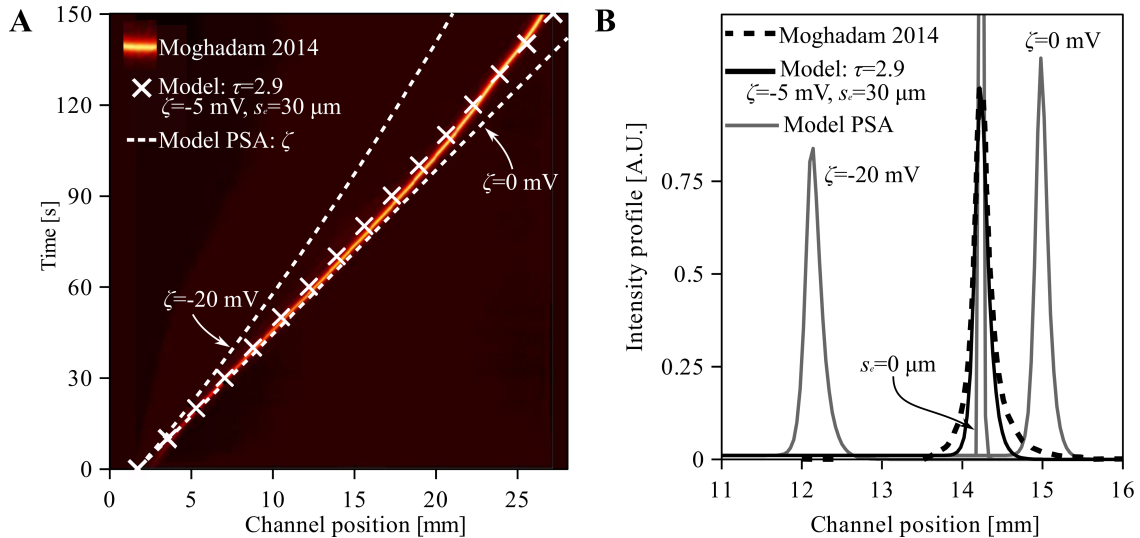 A
Moghadam 2014
Model: τ=2.9
ζ=-5 mV, sₑ=30 μm
Model PSA: ζ
ζ=0 mV
ζ=-20 mV
Time [s]
150
120
90
60
30
0
0 5 10 15 20 25
Channel position [mm]
B
Moghadam 2014
Model: τ=2.9
ζ=-5 mV, sₑ=30 μm
Model PSA
ζ=0 mV
ζ=-20 mV
sₑ=0 μm
Intensity profile [A.U.]
0.75
0.5
0.25
0
11 12 13 14 15 16
Channel position [mm]